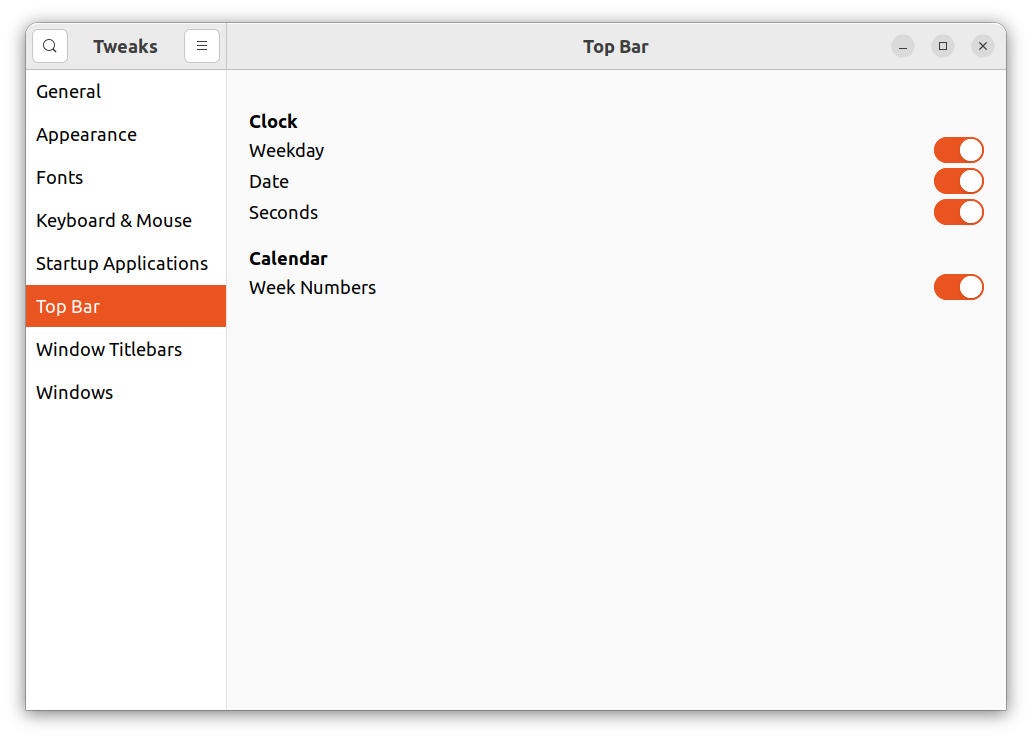 Tweaks
Top Bar
General
Appearance
Fonts
Keyboard & Mouse
Startup Applications
Top Bar
Window Titlebars
Windows
Clock
Weekday
Date
Seconds
Calendar
Week Numbers